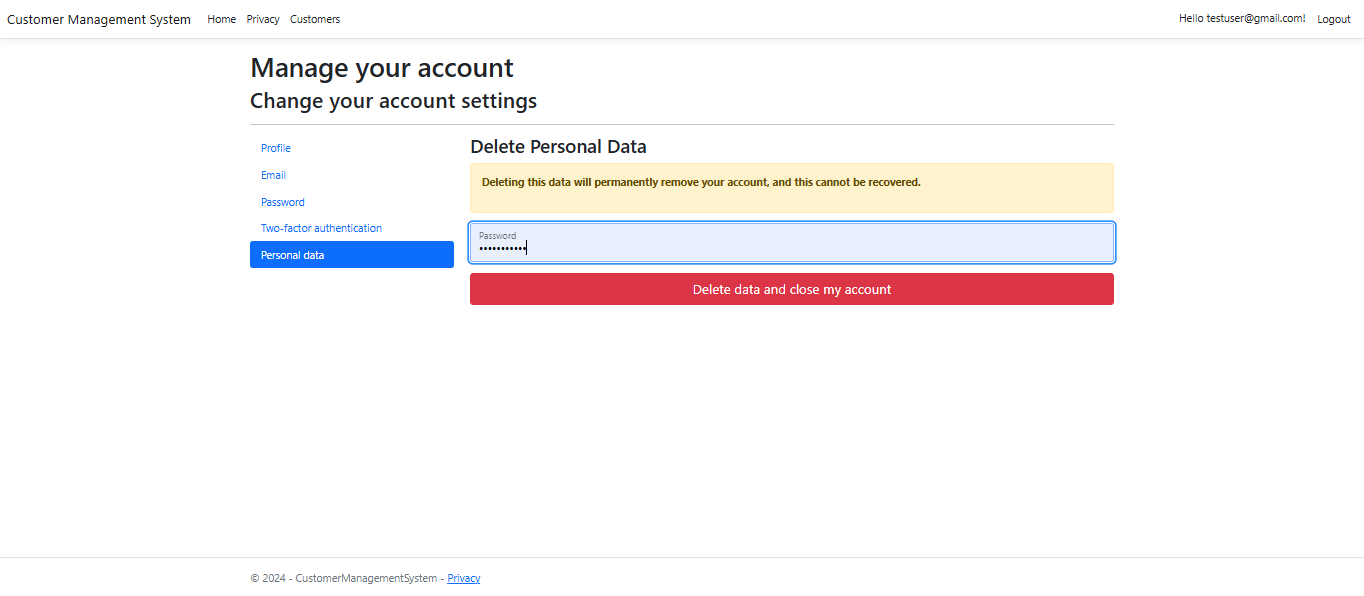 Customer Management System Home Privacy Customers Hello testuser@gmail.com! Logout
Manage your account
Change your account settings
Profile
Email
Password
Two-factor authentication
Personal data
Delete Personal Data
Deleting this data will permanently remove your account, and this cannot be recovered.
Password
•••••••••••
Delete data and close my account
© 2024 - CustomerManagementSystem - Privacy